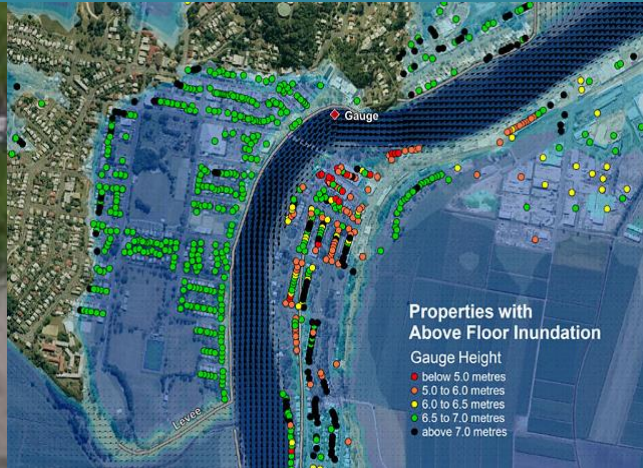 Gauge
Properties with
Above Floor Inundation
Gauge Height
below 5.0 metres
5.0 to 6.0 metres
6.0 to 6.5 metres
6.5 to 7.0 metres
above 7.0 metres
Levee